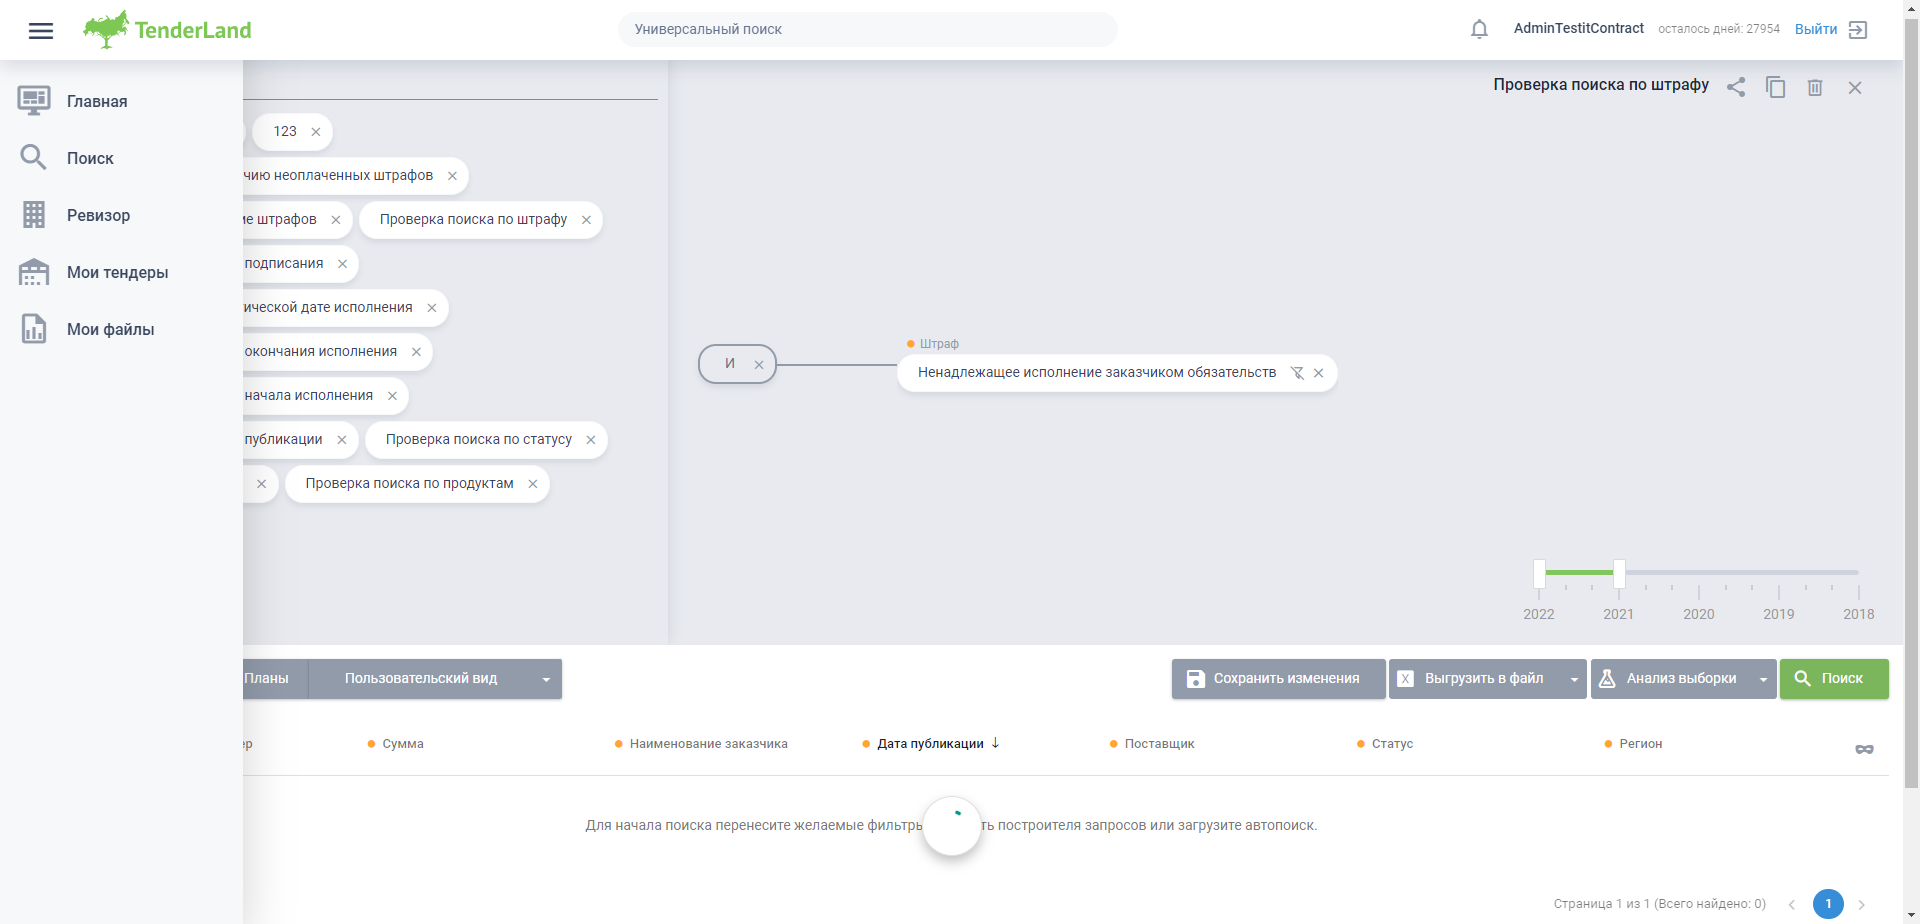 TenderLand
Универсальный поиск
AdminTestitContract
осталось дней: 27954
Выйти
Главная
Поиск
Ревизор
Мои тендеры
Мои файлы
123
чию неоплаченных штрафов
ие штрафов
Проверка поиска по штрафу
подписания
ической дате исполнения
окончания исполнения
начала исполнения
публикации
Проверка поиска по статусу
Проверка поиска по продуктам
Проверка поиска по штрафу
И
Штраф
Ненадлежащее исполнение заказчиком обязательств
2022 2021 2020 2019 2018
Планы
Пользовательский вид
Сохранить изменения
Выгрузить в файл
Анализ выборки
Поиск
ер
Сумма
Наименование заказчика
Дата публикации
Поставщик
Статус
Регион
Для начала поиска перенесите желаемые фильтры ть построителя запросов или загрузите автопоиск.
Страница 1 из 1 (Всего найдено: 0)
1